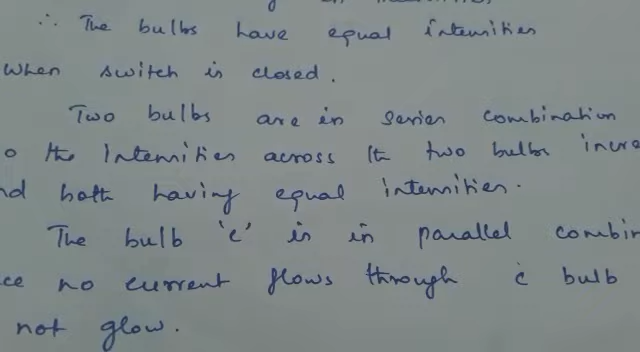 ∴ The bulbs have equal intensities
when switch is closed.
Two bulbs are in series combination
o the intensities across the two bulbs incre
nd both having equal intensities.
The bulb 'c' is in parallel combin
ce no current flows through c bulb
not glow.